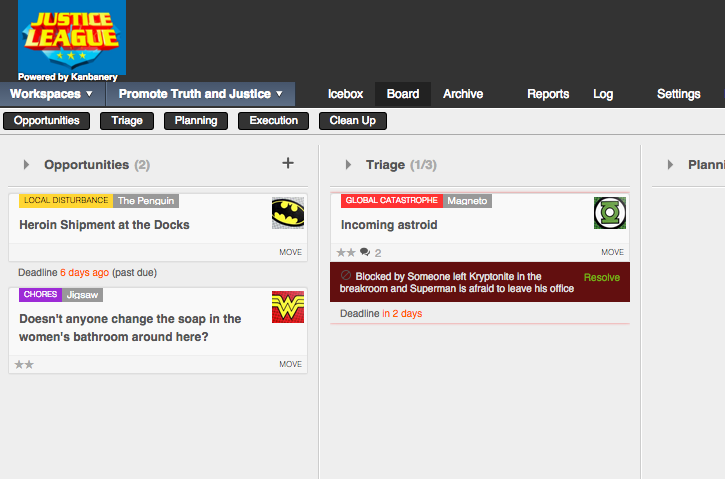 JUSTICE
LEAGUE
Powered by Kanbanery
Workspaces Promote Truth and Justice Icebox Board Archive Reports Log Settings
Opportunities Triage Planning Execution Clean Up
Opportunities (2) +
LOCAL DISTURBANCE The Penguin
Heroin Shipment at the Docks
MOVE
Deadline 6 days ago (past due)
CHORES Jigsaw
Doesn't anyone change the soap in the
women's bathroom around here?
MOVE
Triage (1/3)
GLOBAL CATASTROPHE Magneto
Incoming astroid
2 MOVE
Blocked by Someone left Kryptonite in the Resolve
breakroom and Superman is afraid to leave his office
Deadline in 2 days
Plannin